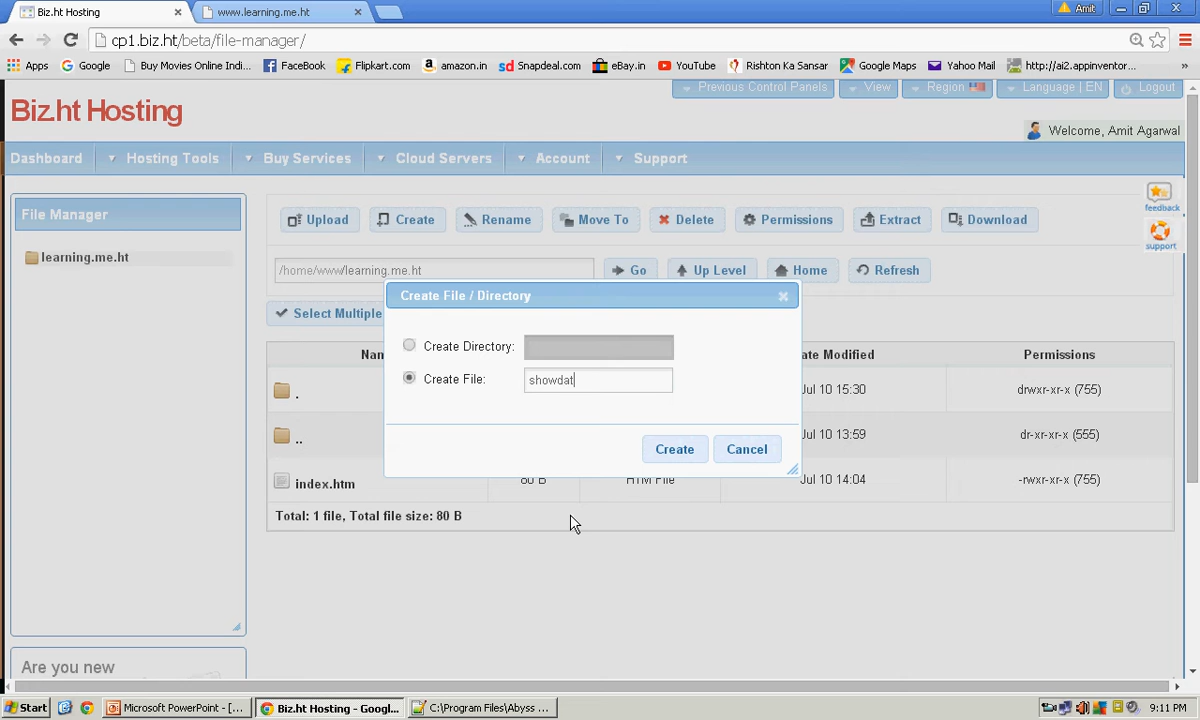 Biz.ht Hosting
www.learning.me.ht
Amit
cp1.biz.ht/beta/file-manager/
Apps Google Buy Movies Online Indi... FaceBook Flipkart.com amazon.in Snapdeal.com eBay.in YouTube Rishton Ka Sansar Google Maps Yahoo Mail http://ai2.appinventor... »
Previous Control Panels View Region Language | EN Logout
Biz.ht Hosting
Welcome, Amit Agarwal
Dashboard Hosting Tools Buy Services Cloud Servers Account Support
feedback
support
File Manager
learning.me.ht
Upload Create Rename Move To Delete Permissions Extract Download
/home/www/learning.me.ht Go Up Level Home Refresh
Select Multiple
Create File / Directory
Create Directory:
Create File: showdat
Create Cancel
Nam ate Modified Permissions
. Jul 10 15:30 drwxr-xr-x (755)
.. Jul 10 13:59 dr-xr-xr-x (555)
index.htm 80 B HTM File Jul 10 14:04 -rwxr-xr-x (755)
Total: 1 file, Total file size: 80 B
Are you new
Start Microsoft PowerPoint - [... Biz.ht Hosting - Googl... C:\Program Files\Abyss ... 9:11 PM